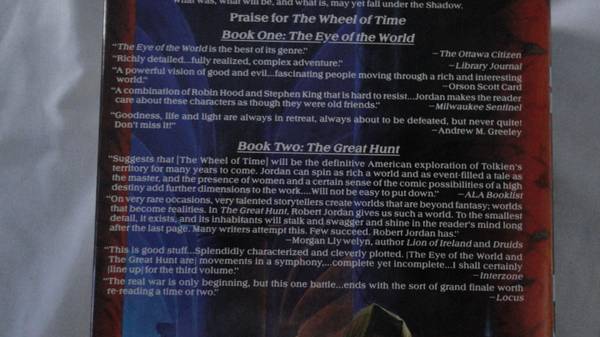 What was, what will be, and what is, may yet fall under the Shadow.
Praise for The Wheel of Time
Book One: The Eye of the World
"The Eye of the World is the best of its genre." —The Ottawa Citizen
"Richly detailed...fully realized, complex adventure." —Library Journal
"A powerful vision of good and evil...fascinating people moving through a rich and interesting
world." —Orson Scott Card
"A combination of Robin Hood and Stephen King that is hard to resist...Jordan makes the reader
care about these characters as though they were old friends." —Milwaukee Sentinel
"Goodness, life and light are always in retreat, always about to be defeated, but never quite!
Don't miss it!" —Andrew M. Greeley
Book Two: The Great Hunt
"Suggests that [The Wheel of Time] will be the definitive American exploration of Tolkien's
territory for many years to come. Jordan can spin as rich a world and as event-filled a tale as
the master, and the presence of women and a certain sense of the comic possibilities of a high
destiny add further dimensions to the work....Will not be easy to put down." —ALA Booklist
"On very rare occasions, very talented storytellers create worlds that are beyond fantasy; worlds
that become realities. In The Great Hunt, Robert Jordan gives us such a world. To the smallest
detail, it exists, and its inhabitants will stalk and swagger and shine in the reader's mind long
after the last page. Many writers attempt this. Few succeed. Robert Jordan has."
—Morgan Llywelyn, author Lion of Ireland and Druids
"This is good stuff...Splendidly characterized and cleverly plotted. [The Eye of the World and
The Great Hunt are] movements in a symphony,...complete yet incomplete...I shall certainly
[line up] for the third volume." —Interzone
"The real war is only beginning, but this one battle...ends with the sort of grand finale worth
re-reading a time or two." —Locus